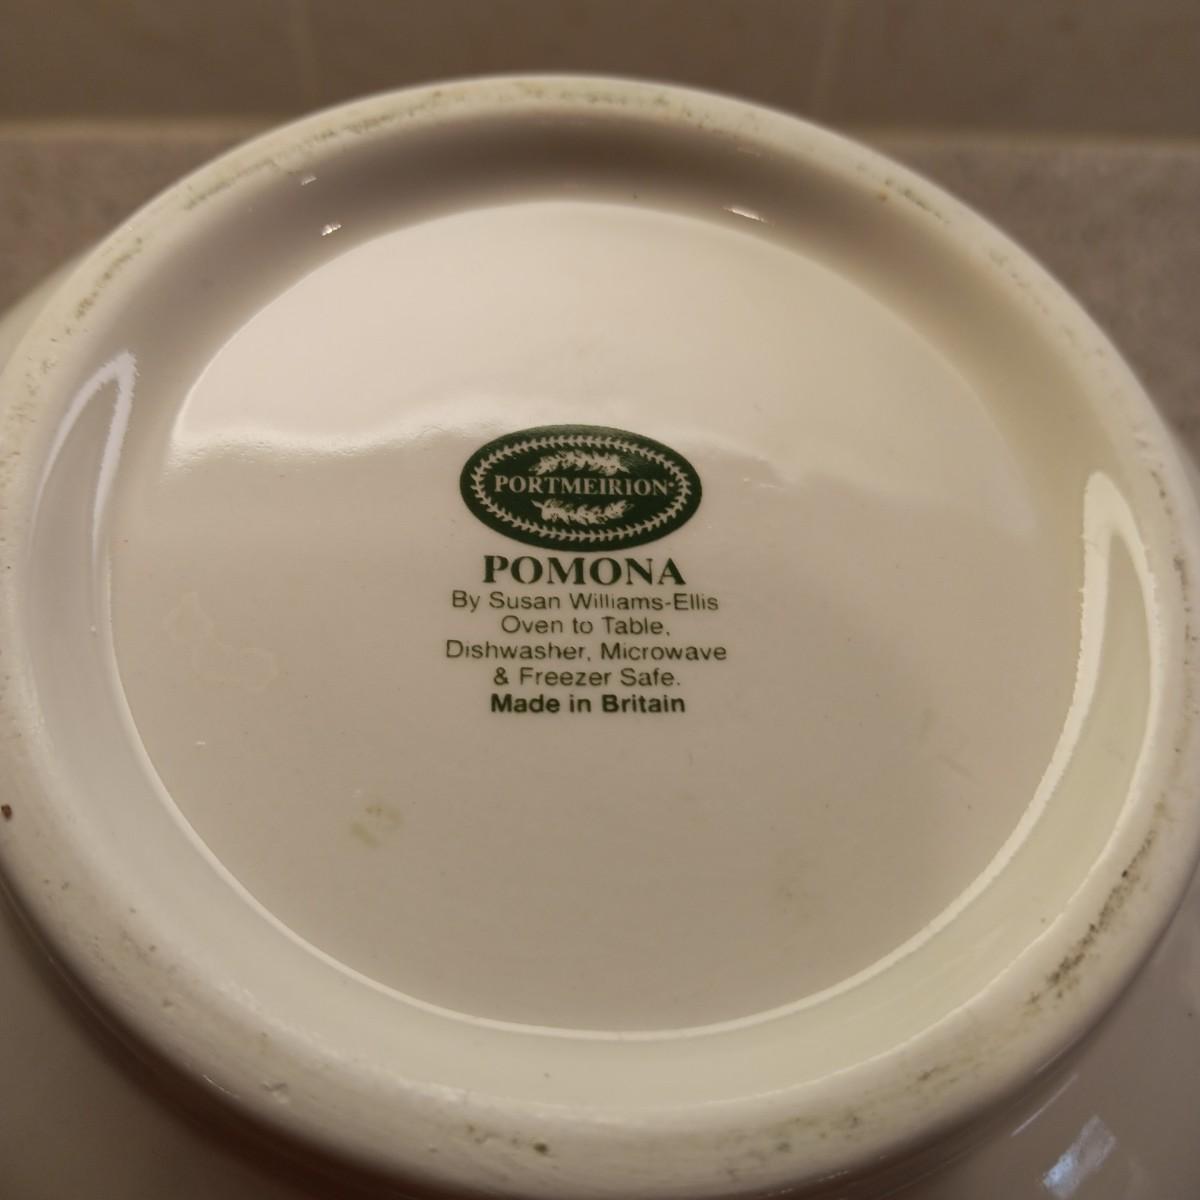 PORTMEIRION
POMONA
By Susan Williams-Ellis
Oven to Table,
Dishwasher, Microwave
& Freezer Safe.
Made in Britain